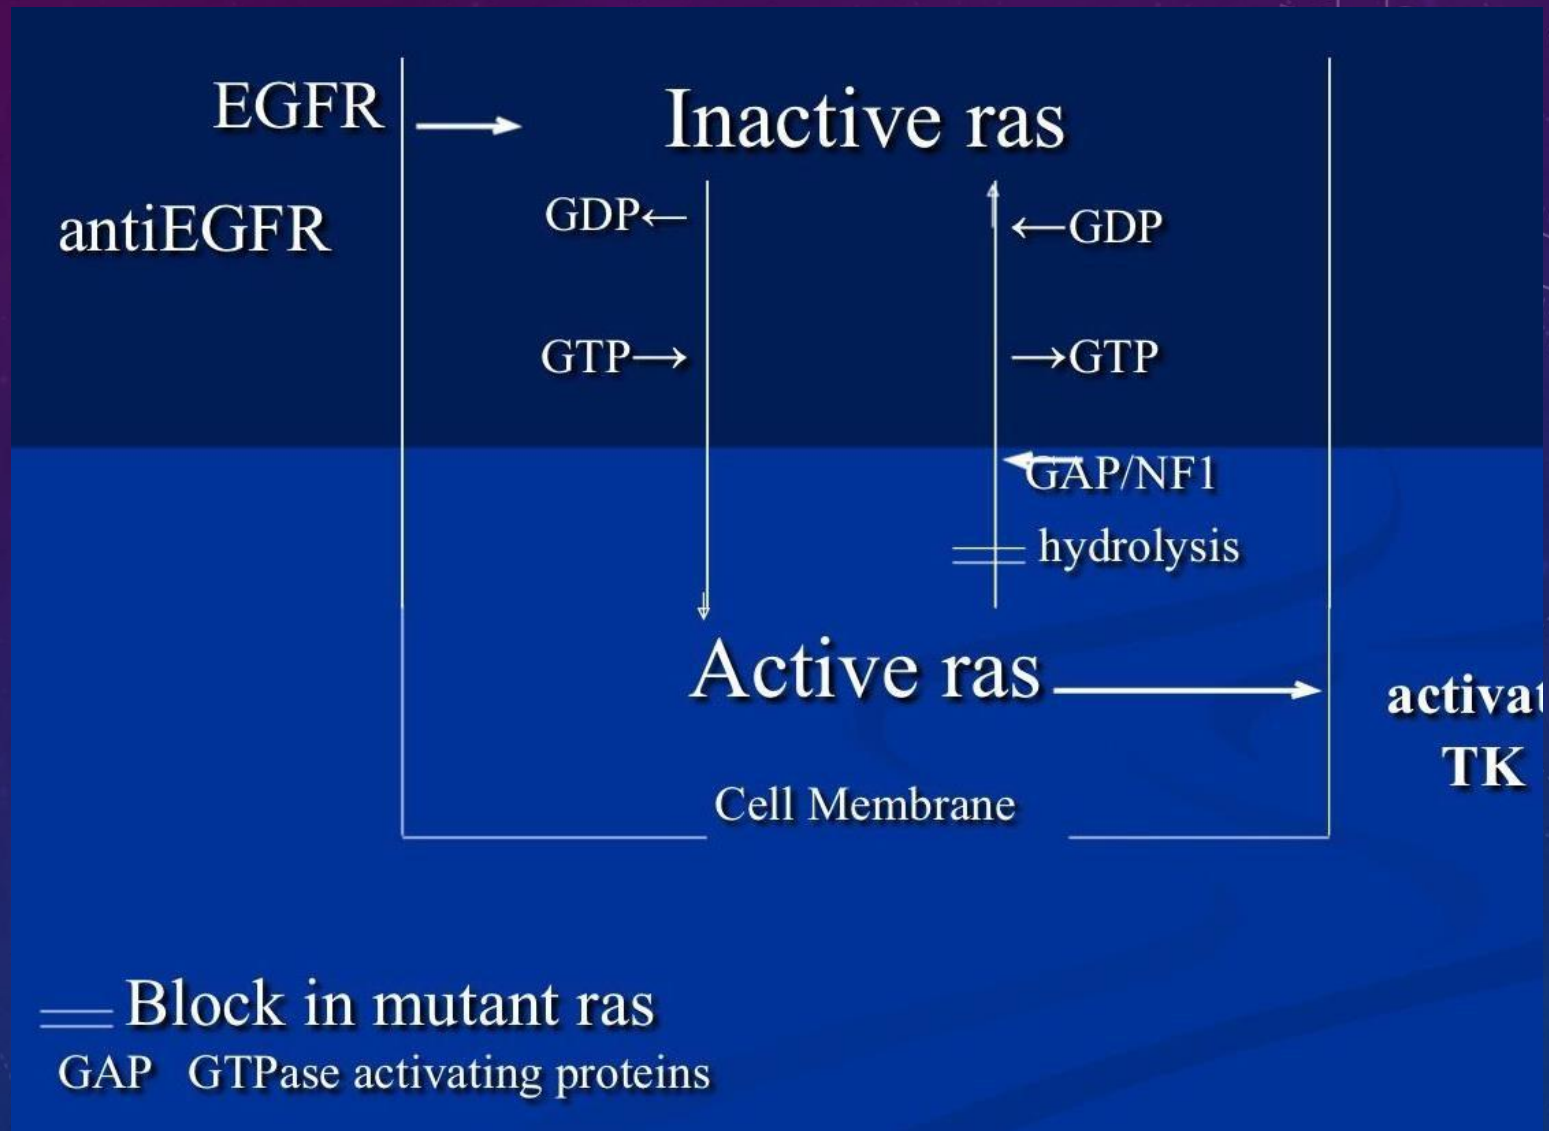 EGFR
Inactive ras
antiEGFR
GDP←
←GDP
GTP→
→GTP
GAP/NF1
hydrolysis
Active ras
activat
TK
Cell Membrane
Block in mutant ras
GAP GTPase activating proteins